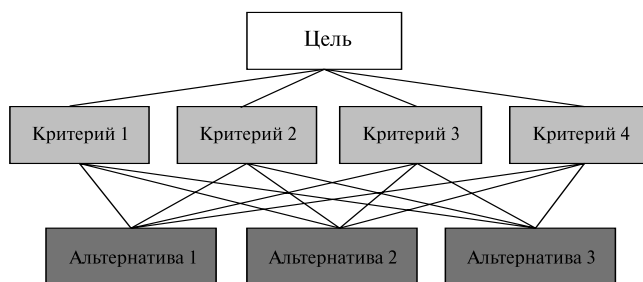 Цель
Критерий 1
Критерий 2
Критерий 3
Критерий 4
Альтернатива 1
Альтернатива 2
Альтернатива 3